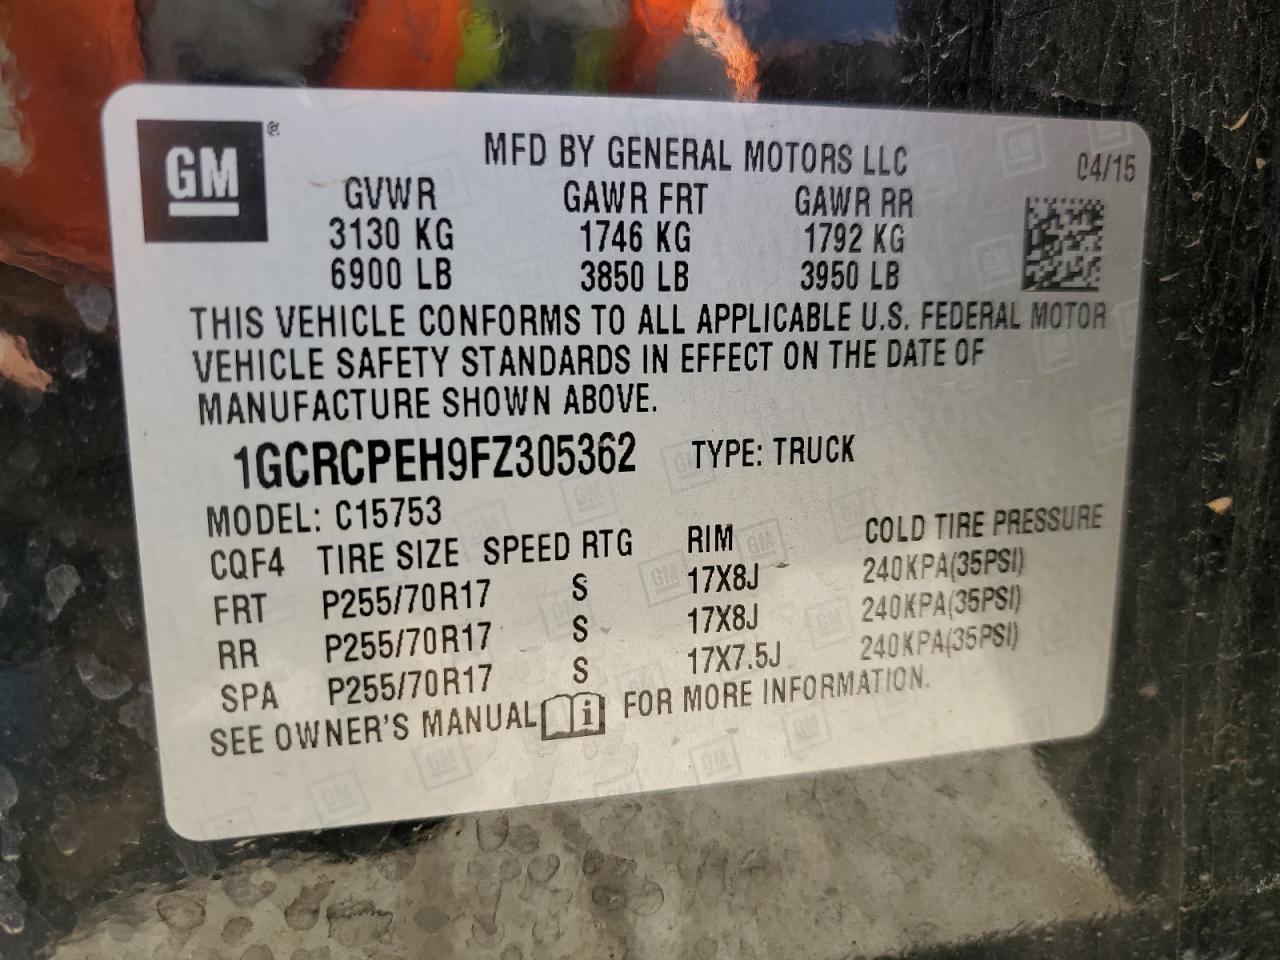 GM ®
MFD BY GENERAL MOTORS LLC 04/15
GVWR GAWR FRT GAWR RR
3130 KG 1746 KG 1792 KG
6900 LB 3850 LB 3950 LB
THIS VEHICLE CONFORMS TO ALL APPLICABLE U.S. FEDERAL MOTOR
VEHICLE SAFETY STANDARDS IN EFFECT ON THE DATE OF
MANUFACTURE SHOWN ABOVE.
1GCRCPEH9FZ305362 TYPE: TRUCK
MODEL: C15753
CQF4 TIRE SIZE SPEED RTG RIM COLD TIRE PRESSURE
FRT P255/70R17 S 17X8J 240KPA(35PSI)
RR P255/70R17 S 17X8J 240KPA(35PSI)
SPA P255/70R17 S 17X7.5J 240KPA(35PSI)
SEE OWNER'S MANUAL i FOR MORE INFORMATION.